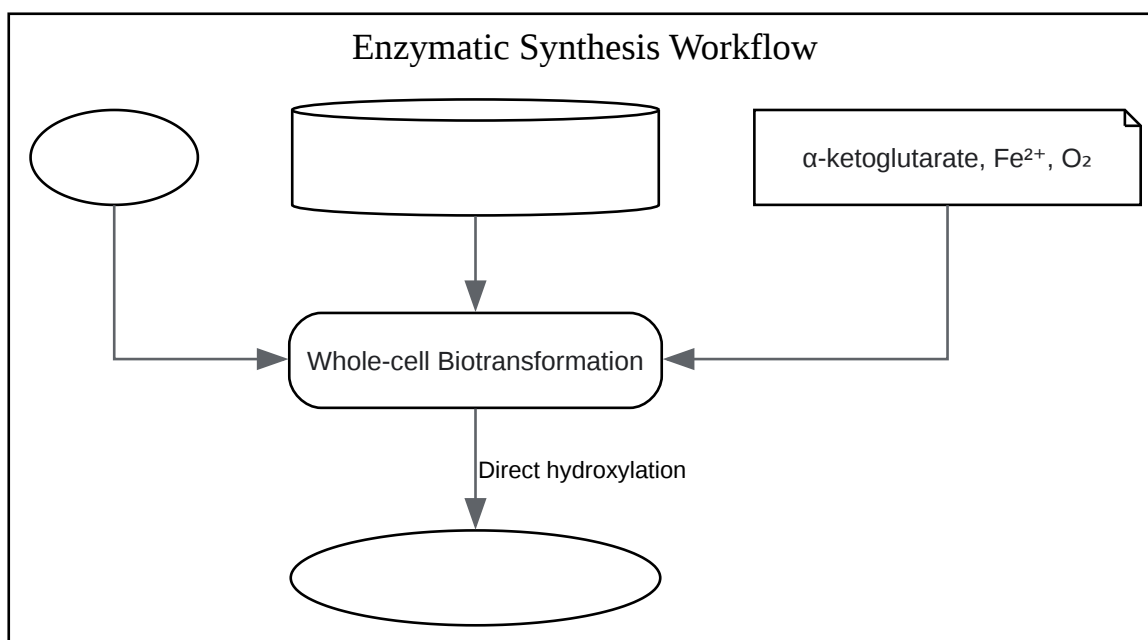 Enzymatic Synthesis Workflow
α-ketoglutarate, Fe²⁺, O₂
Whole-cell Biotransformation
Direct hydroxylation